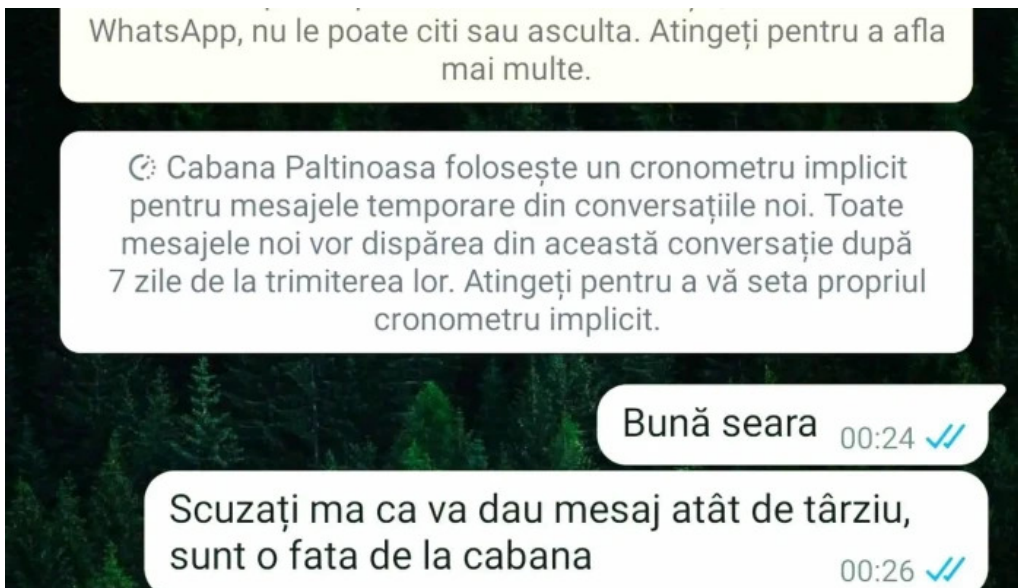 WhatsApp, nu le poate citi sau asculta. Atingeți pentru a afla
mai multe.
Cabana Paltinoasa folosește un cronometru implicit
pentru mesajele temporare din conversațiile noi. Toate
mesajele noi vor dispărea din această conversație după
7 zile de la trimiterea lor. Atingeți pentru a vă seta propriul
cronometru implicit.
Bună seara 00:24
Scuzați ma ca va dau mesaj atât de târziu,
sunt o fata de la cabana 00:26